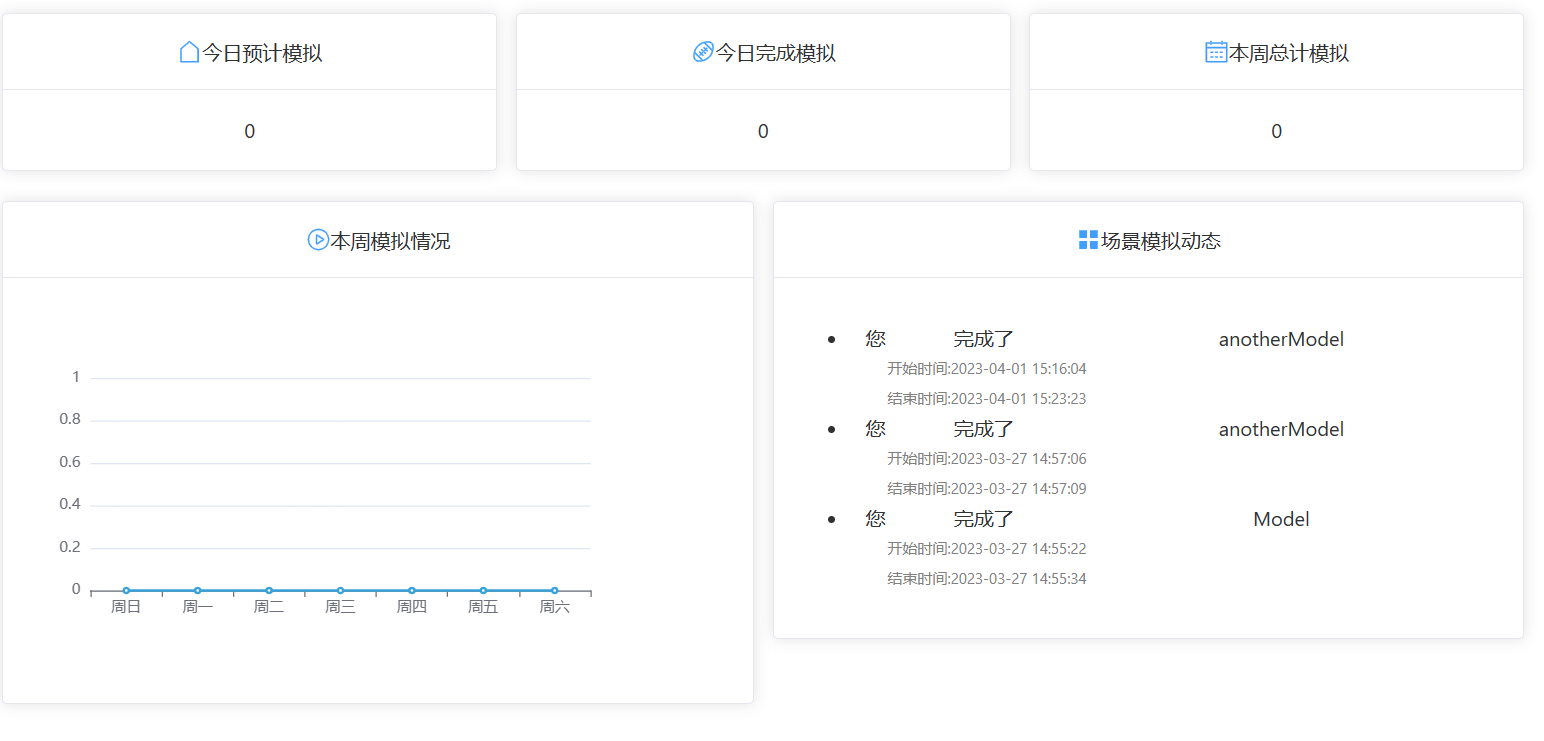 今日预计模拟
今日完成模拟
本周总计模拟
0
0
0
本周模拟情况
1
0.8
0.6
0.4
0.2
0
周日 周一 周二 周三 周四 周五 周六
场景模拟动态
您 完成了 anotherModel
开始时间:2023-04-01 15:16:04
结束时间:2023-04-01 15:23:23
您 完成了 anotherModel
开始时间:2023-03-27 14:57:06
结束时间:2023-03-27 14:57:09
您 完成了 Model
开始时间:2023-03-27 14:55:22
结束时间:2023-03-27 14:55:34